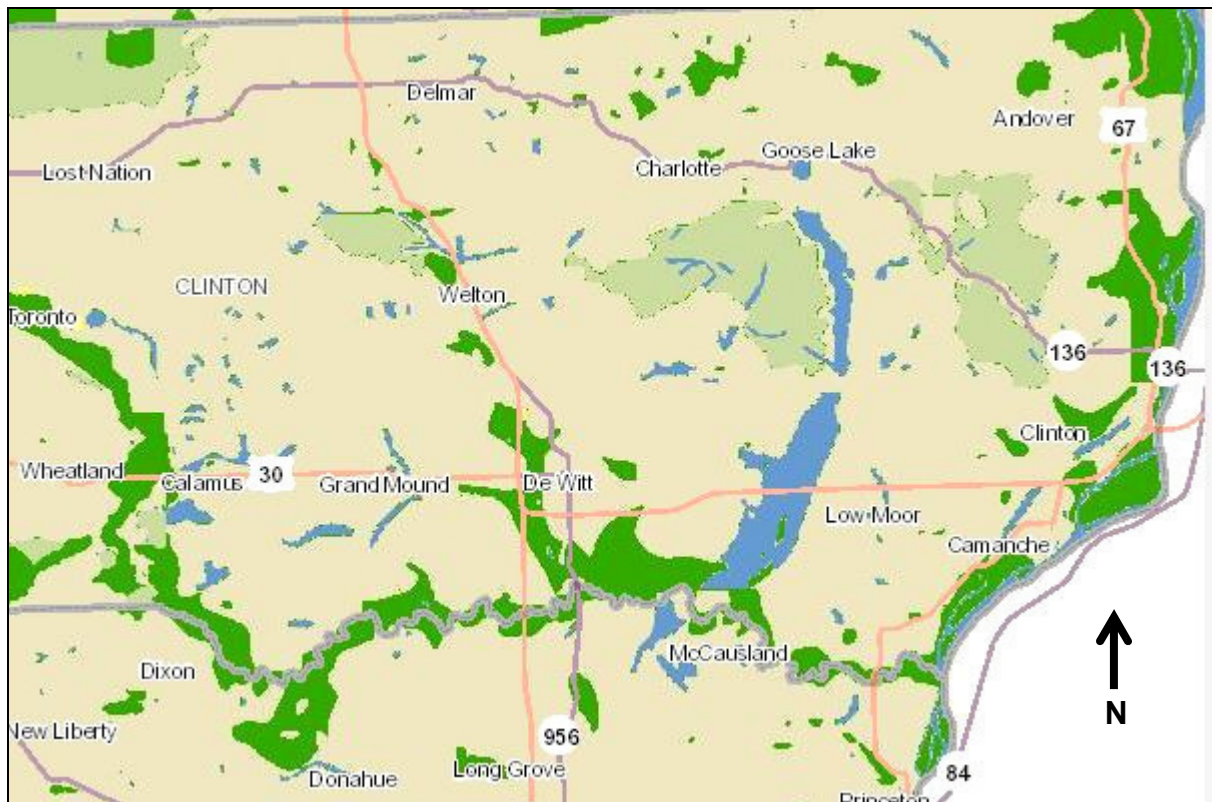 Delmar
Andover
67
Lost Nation
Charlotte
Goose Lake
CLINTON
Welton
Toronto
136
136
Clinton
Wheatland
Calamus
30
Grand Mound
De Witt
Low Moor
Camanche
McCausland
Dixon
N
New Liberty
956
Donahue
Long Grove
84
Princeton